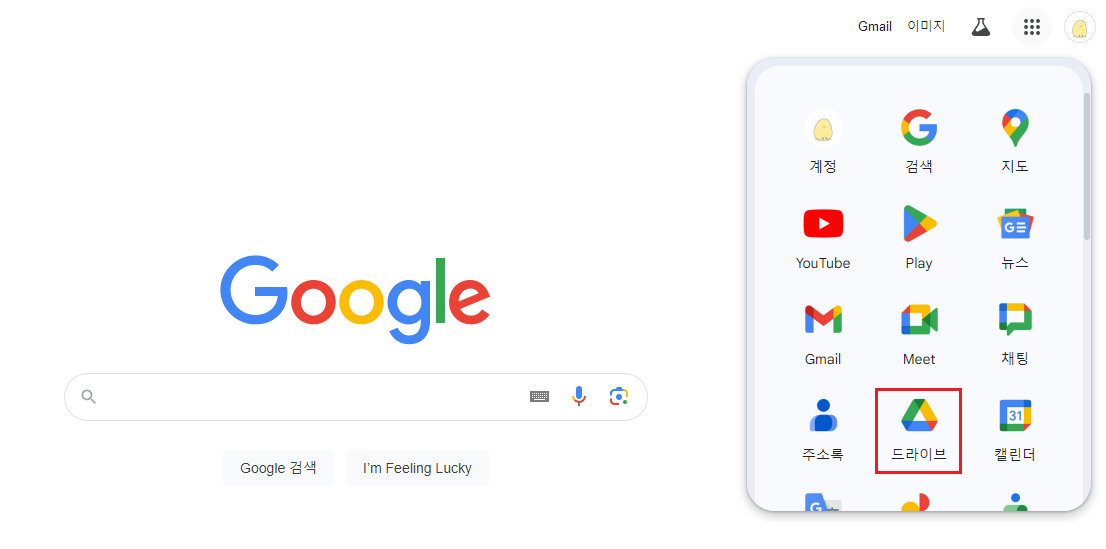 Gmail 이미지
계정 검색 지도
YouTube Play 뉴스
Google
Gmail Meet 채팅
주소록 드라이브 31 캘린더
Google 검색 I'm Feeling Lucky